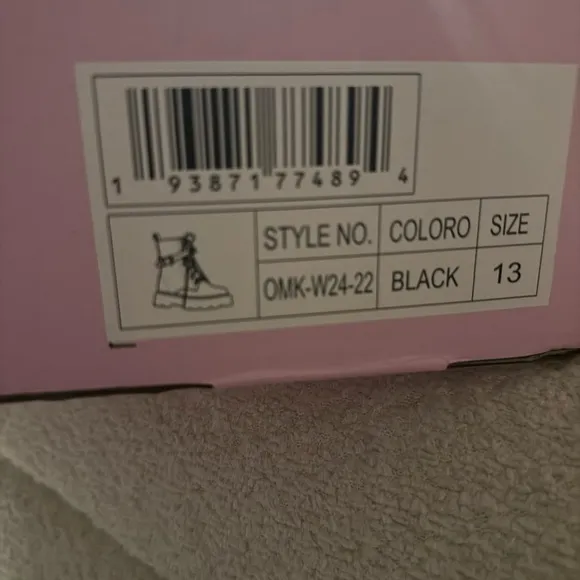 1 93871 77489 4
STYLE NO. COLORO SIZE
OMK-W24-22 BLACK 13